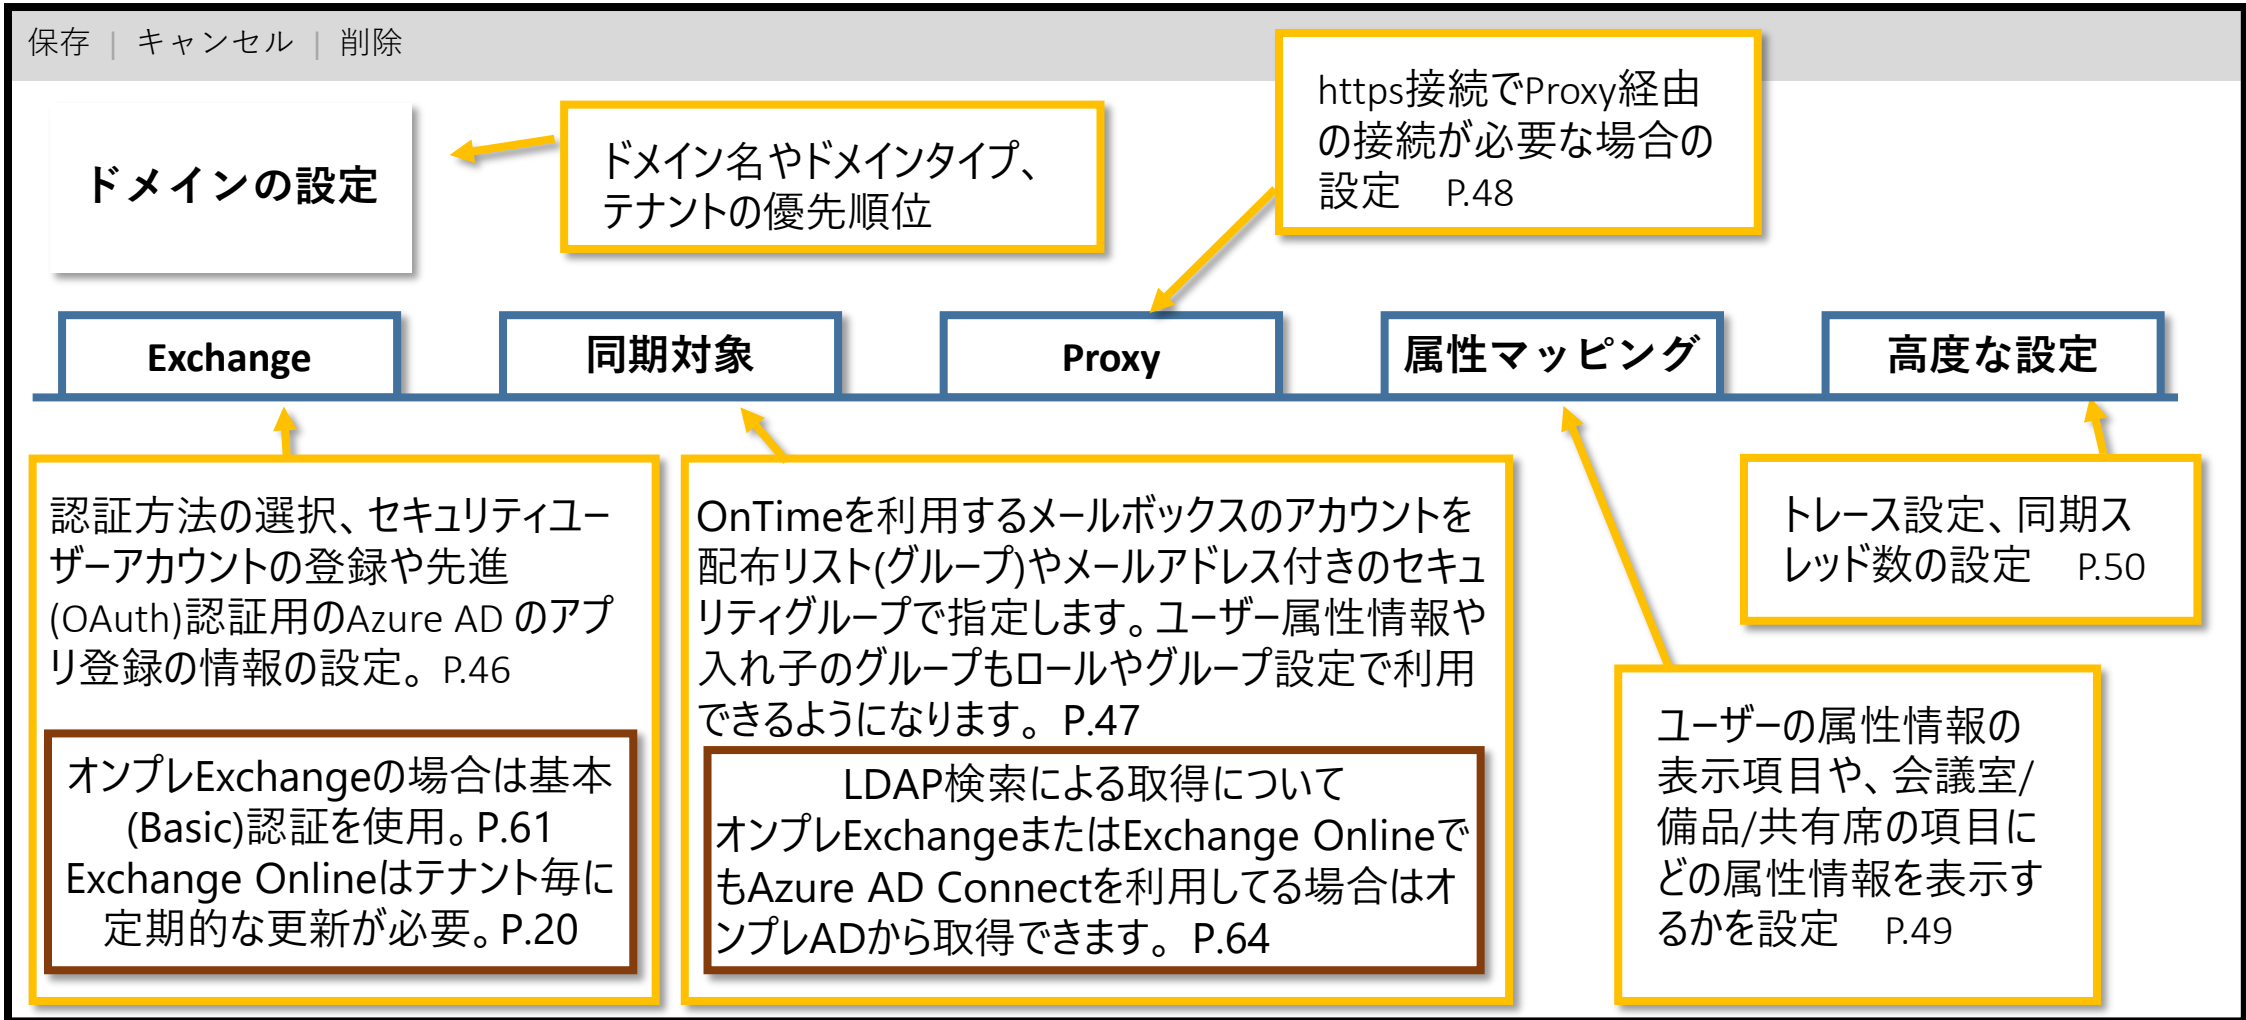 保存 | キャンセル | 削除
ドメインの設定
ドメイン名やドメインタイプ、
テナントの優先順位
https接続でProxy経由
の接続が必要な場合の
設定　P.48
Exchange
同期対象
Proxy
属性マッピング
高度な設定
認証方法の選択、セキュリティユー
ザーアカウントの登録や先進
(OAuth)認証用のAzure AD のアプ
リ登録の情報の設定。P.46
オンプレExchangeの場合は基本
(Basic)認証を使用。P.61
Exchange Onlineはテナント毎に
定期的な更新が必要。P.20
OnTimeを利用するメールボックスのアカウントを
配布リスト(グループ)やメールアドレス付きのセキュ
リティグループで指定します。ユーザー属性情報や
入れ子のグループもロールやグループ設定で利用
できるようになります。P.47
LDAP検索による取得について
オンプレExchangeまたはExchange Onlineで
もAzure AD Connectを利用してる場合はオ
ンプレADから取得できます。P.64
ユーザーの属性情報の
表示項目や、会議室/
備品/共有席の項目に
どの属性情報を表示す
るかを設定　P.49
トレース設定、同期ス
レッド数の設定　P.50